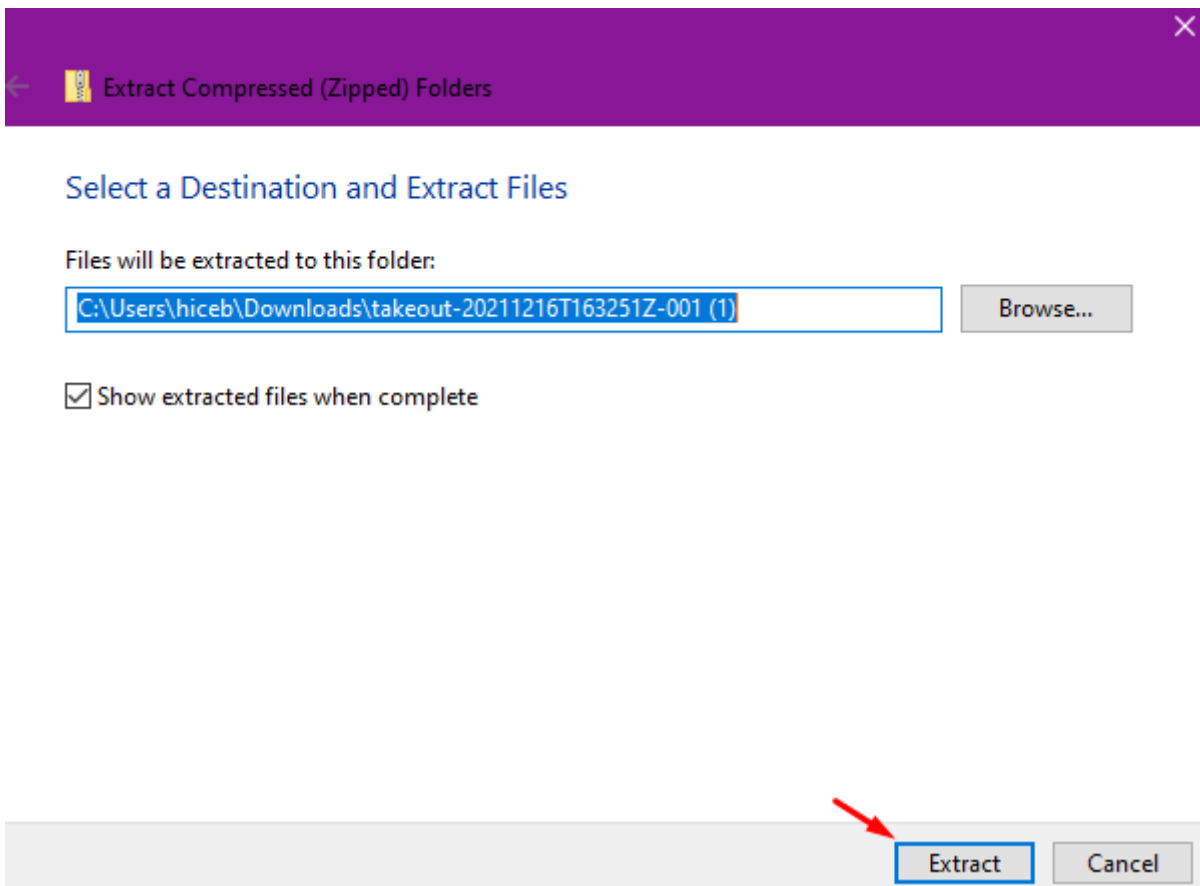 Extract Compressed (Zipped) Folders
Select a Destination and Extract Files
Files will be extracted to this folder:
C:\Users\hiceb\Downloads\takeout-20211216T163251Z-001 (1)
Browse...
Show extracted files when complete
Extract
Cancel